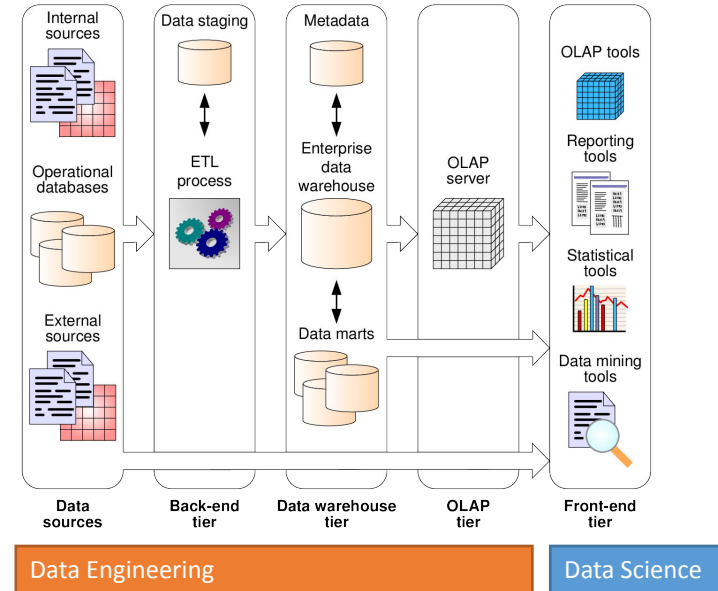 Internal
sources
Operational
databases
External
sources
Data
sources
Data staging
ETL
process
Back-end
tier
Metadata
Enterprise
data
warehouse
Data marts
Data warehouse
tier
OLAP
server
OLAP
tier
OLAP tools
Reporting
tools
Statistical
tools
Data mining
tools
Front-end
tier
Data Engineering
Data Science